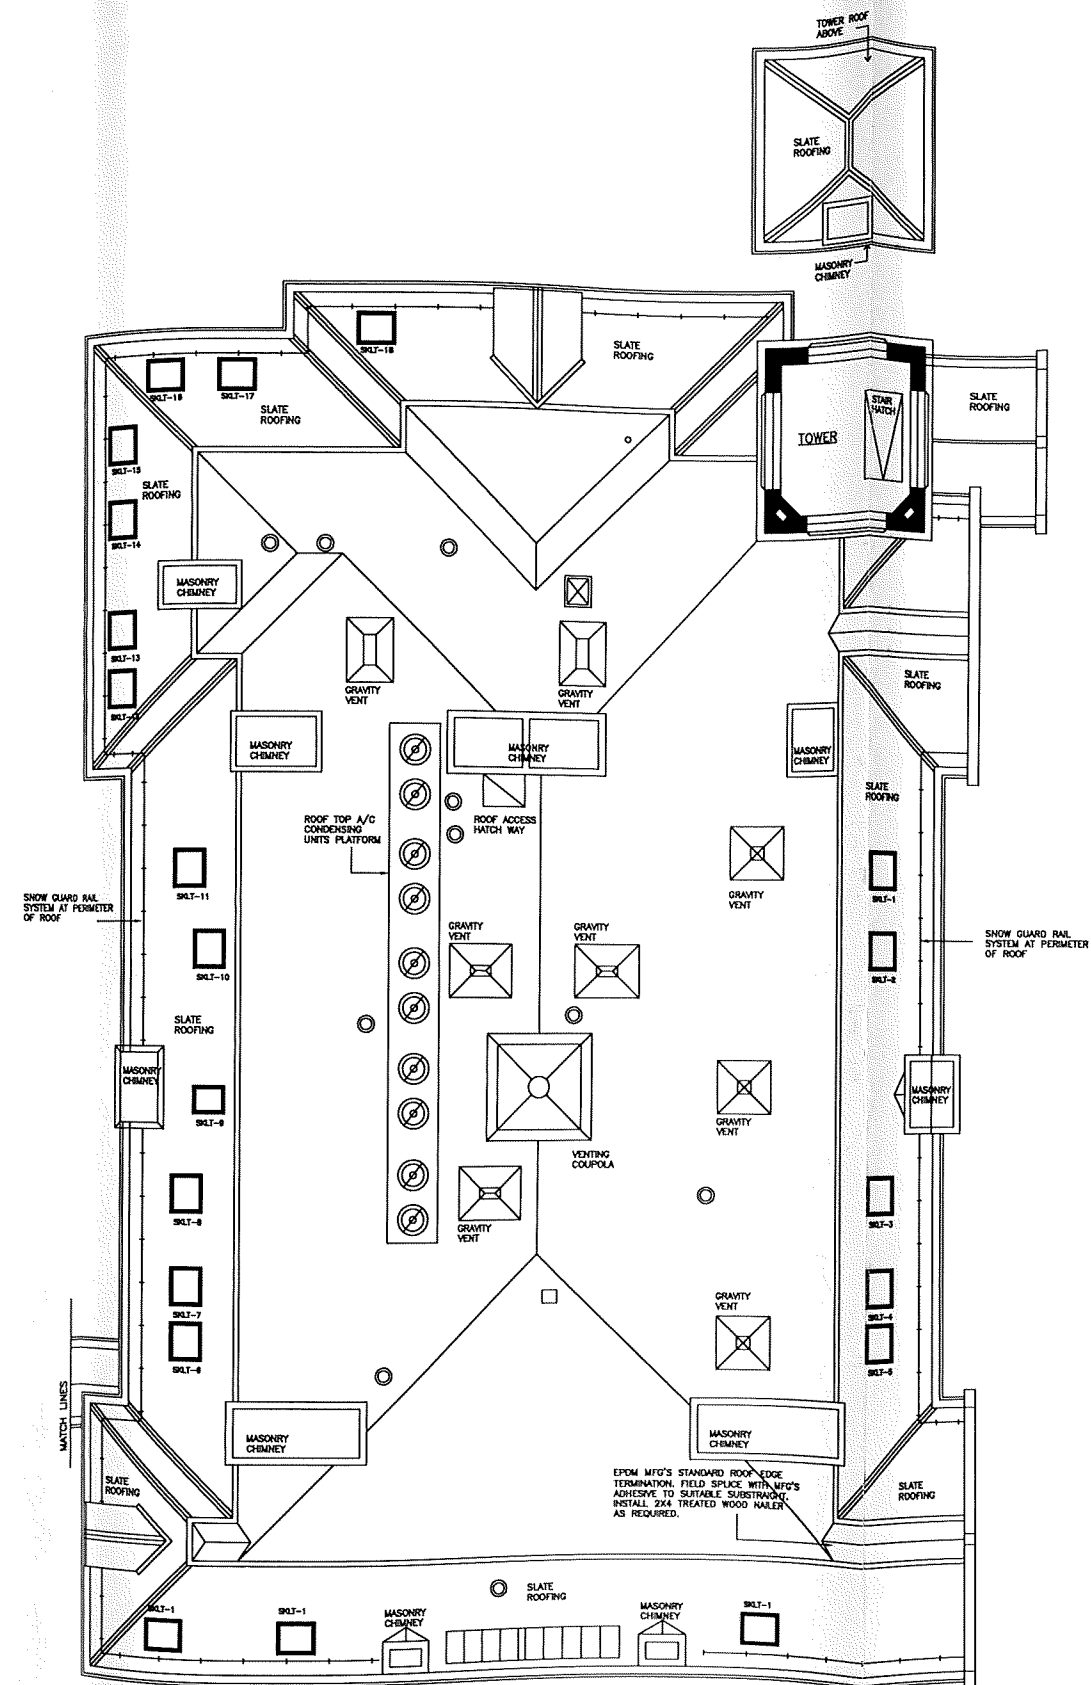 TOWER ROOF
ABOVE
SLATE
ROOFING
MASONRY
CHIMNEY
SKLT-18
SLATE
ROOFING
SKLT-16
SKLT-17
SLATE
ROOFING
STAIR
HATCH
SLATE
ROOFING
TOWER
SKLT-15
SLATE
ROOFING
SKLT-14
MASONRY
CHIMNEY
SKLT-13
GRAVITY
VENT
GRAVITY
VENT
SLATE
ROOFING
MASONRY
CHIMNEY
MASONRY
CHIMNEY
MASONRY
CHIMNEY
SLATE
ROOFING
ROOF TOP A/C
CONDENSING
UNITS PLATFORM
ROOF ACCESS
HATCH WAY
SKLT-11
GRAVITY
VENT
SKLT-1
SNOW GUARD RAIL
SYSTEM AT PERIMETER
OF ROOF
GRAVITY
VENT
GRAVITY
VENT
SNOW GUARD RAIL
SYSTEM AT PERIMETER
OF ROOF
SKLT-10
SKLT-2
SLATE
ROOFING
MASONRY
CHIMNEY
MASONRY
CHIMNEY
SKLT-9
GRAVITY
VENT
VENTING
COUPOLA
SKLT-8
GRAVITY
VENT
SKLT-3
GRAVITY
VENT
SKLT-7
SKLT-4
SKLT-6
SKLT-5
MATCH LINES
MASONRY
CHIMNEY
MASONRY
CHIMNEY
SLATE
ROOFING
EPDM MFG'S STANDARD ROOF EDGE
TERMINATION. FIELD SPLICE WITH MFG'S
ADHESIVE TO SUITABLE SUBSTRAIGHT.
INSTALL 2X4 TREATED WOOD NAILER
AS REQUIRED.
SLATE
ROOFING
SLATE
ROOFING
SKLT-1
SKLT-1
MASONRY
CHIMNEY
MASONRY
CHIMNEY
SKLT-1